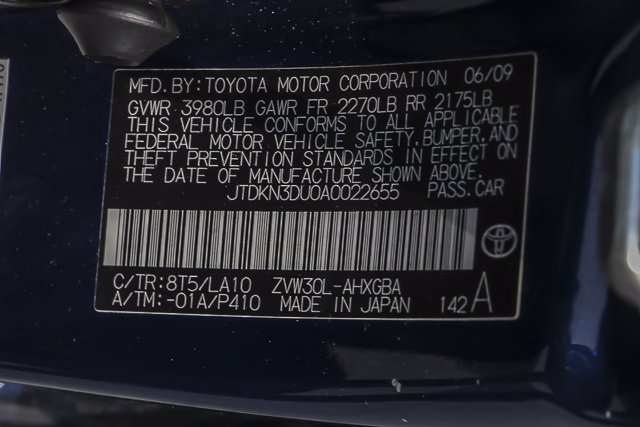 MFD.BY:TOYOTA MOTOR CORPORATION 06/09
GVWR 3980LB GAWR FR 2270LB RR 2175LB
THIS VEHICLE CONFORMS TO ALL APPLICABLE
FEDERAL MOTOR VEHICLE SAFETY,BUMPER,AND
THEFT PREVENTION STANDARDS IN EFFECT ON
THE DATE OF MANUFACTURE SHOWN ABOVE.
JTDKN3DU0A0022655 PASS.CAR
C/TR:8T5/LA10 ZVW30L-AHXGBA
A/TM:-01A/P410 MADE IN JAPAN 142 A